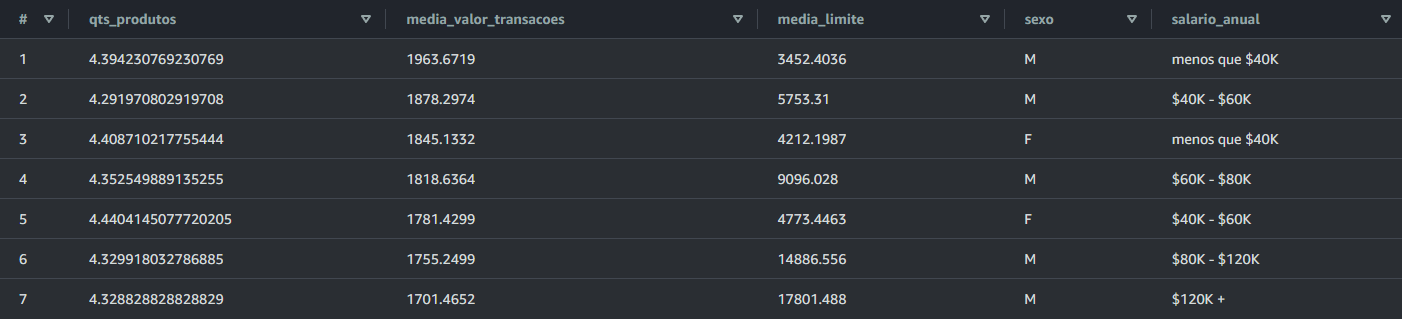 # qts_produtos media_valor_transacoes media_limite sexo salario_anual
1 4.394230769230769 1963.6719 3452.4036 M menos que $40K
2 4.291970802919708 1878.2974 5753.31 M $40K - $60K
3 4.408710217755444 1845.1332 4212.1987 F menos que $40K
4 4.352549889135255 1818.6364 9096.028 M $60K - $80K
5 4.4404145077720205 1781.4299 4773.4463 F $40K - $60K
6 4.329918032786885 1755.2499 14886.556 M $80K - $120K
7 4.328828828828829 1701.4652 17801.488 M $120K +